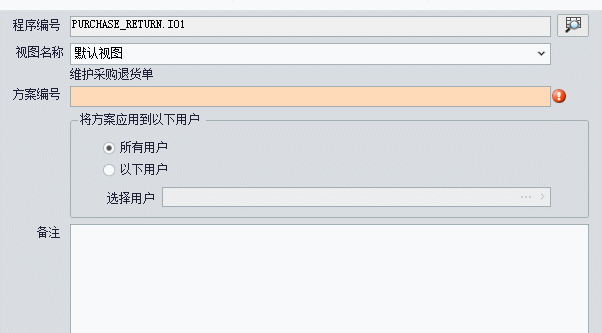 程序编号 PURCHASE_RETURN.I01
视图名称 默认视图
维护采购退货单
方案编号
将方案应用到以下用户
所有用户
以下用户
选择用户
备注